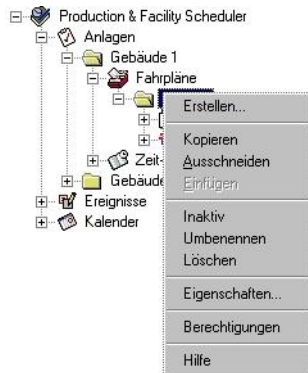 Production & Facility Scheduler
Anlagen
Gebäude 1
Fahrpläne
Erstellen...
Kopieren
Ausschneiden
Einfügen
Zeit-
Gebäude
Inaktiv
Ereignisse
Umbenennen
Kalender
Löschen
Eigenschaften...
Berechtigungen
Hilfe